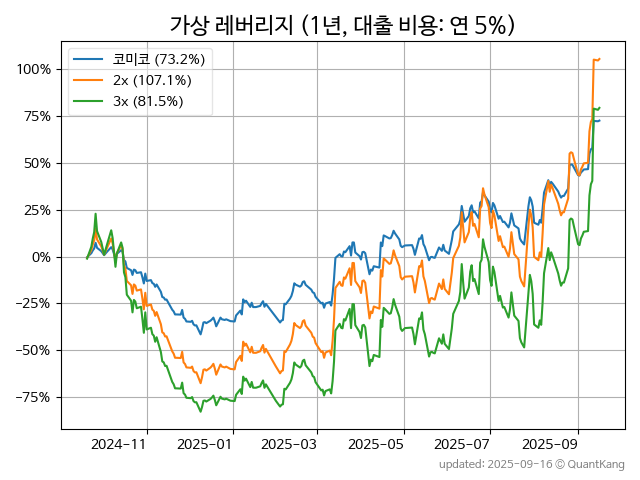 가상 레버리지 (1년, 대출 비용: 연 5%)
코미코 (73.2%)
2x (107.1%)
3x (81.5%)
100%
75%
50%
25%
0%
−25%
−50%
−75%
2024-11
2025-01
2025-03
2025-05
2025-07
2025-09
updated: 2025-09-16 © QuantKang